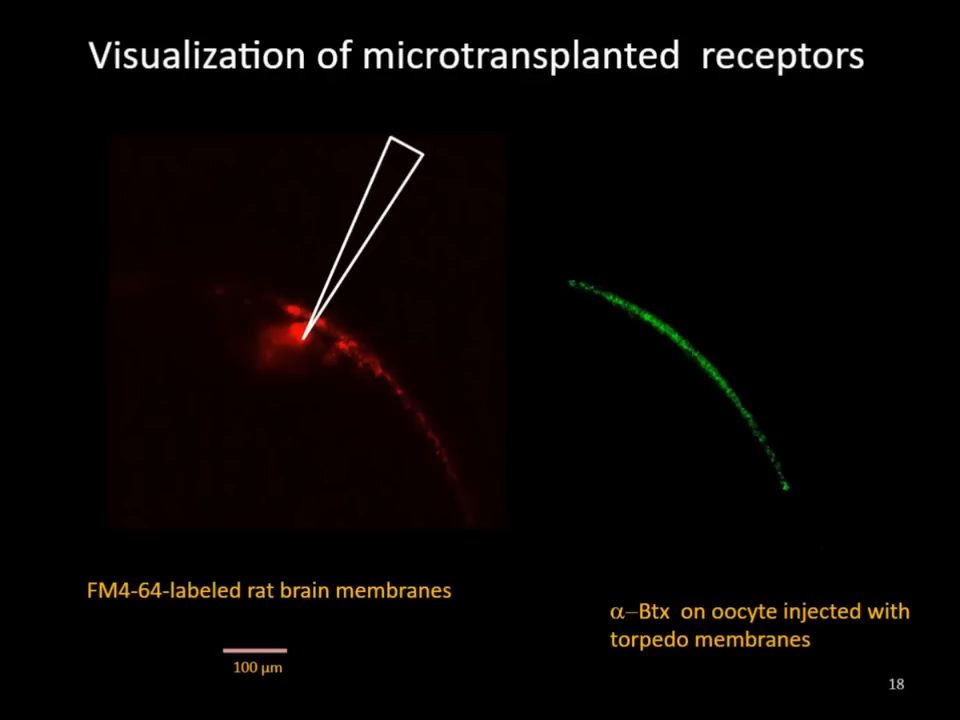 Visualization of microtransplanted  receptors
FM4-64-labeled rat brain membranes
α–Btx  on oocyte injected with
torpedo membranes
100 μm
18